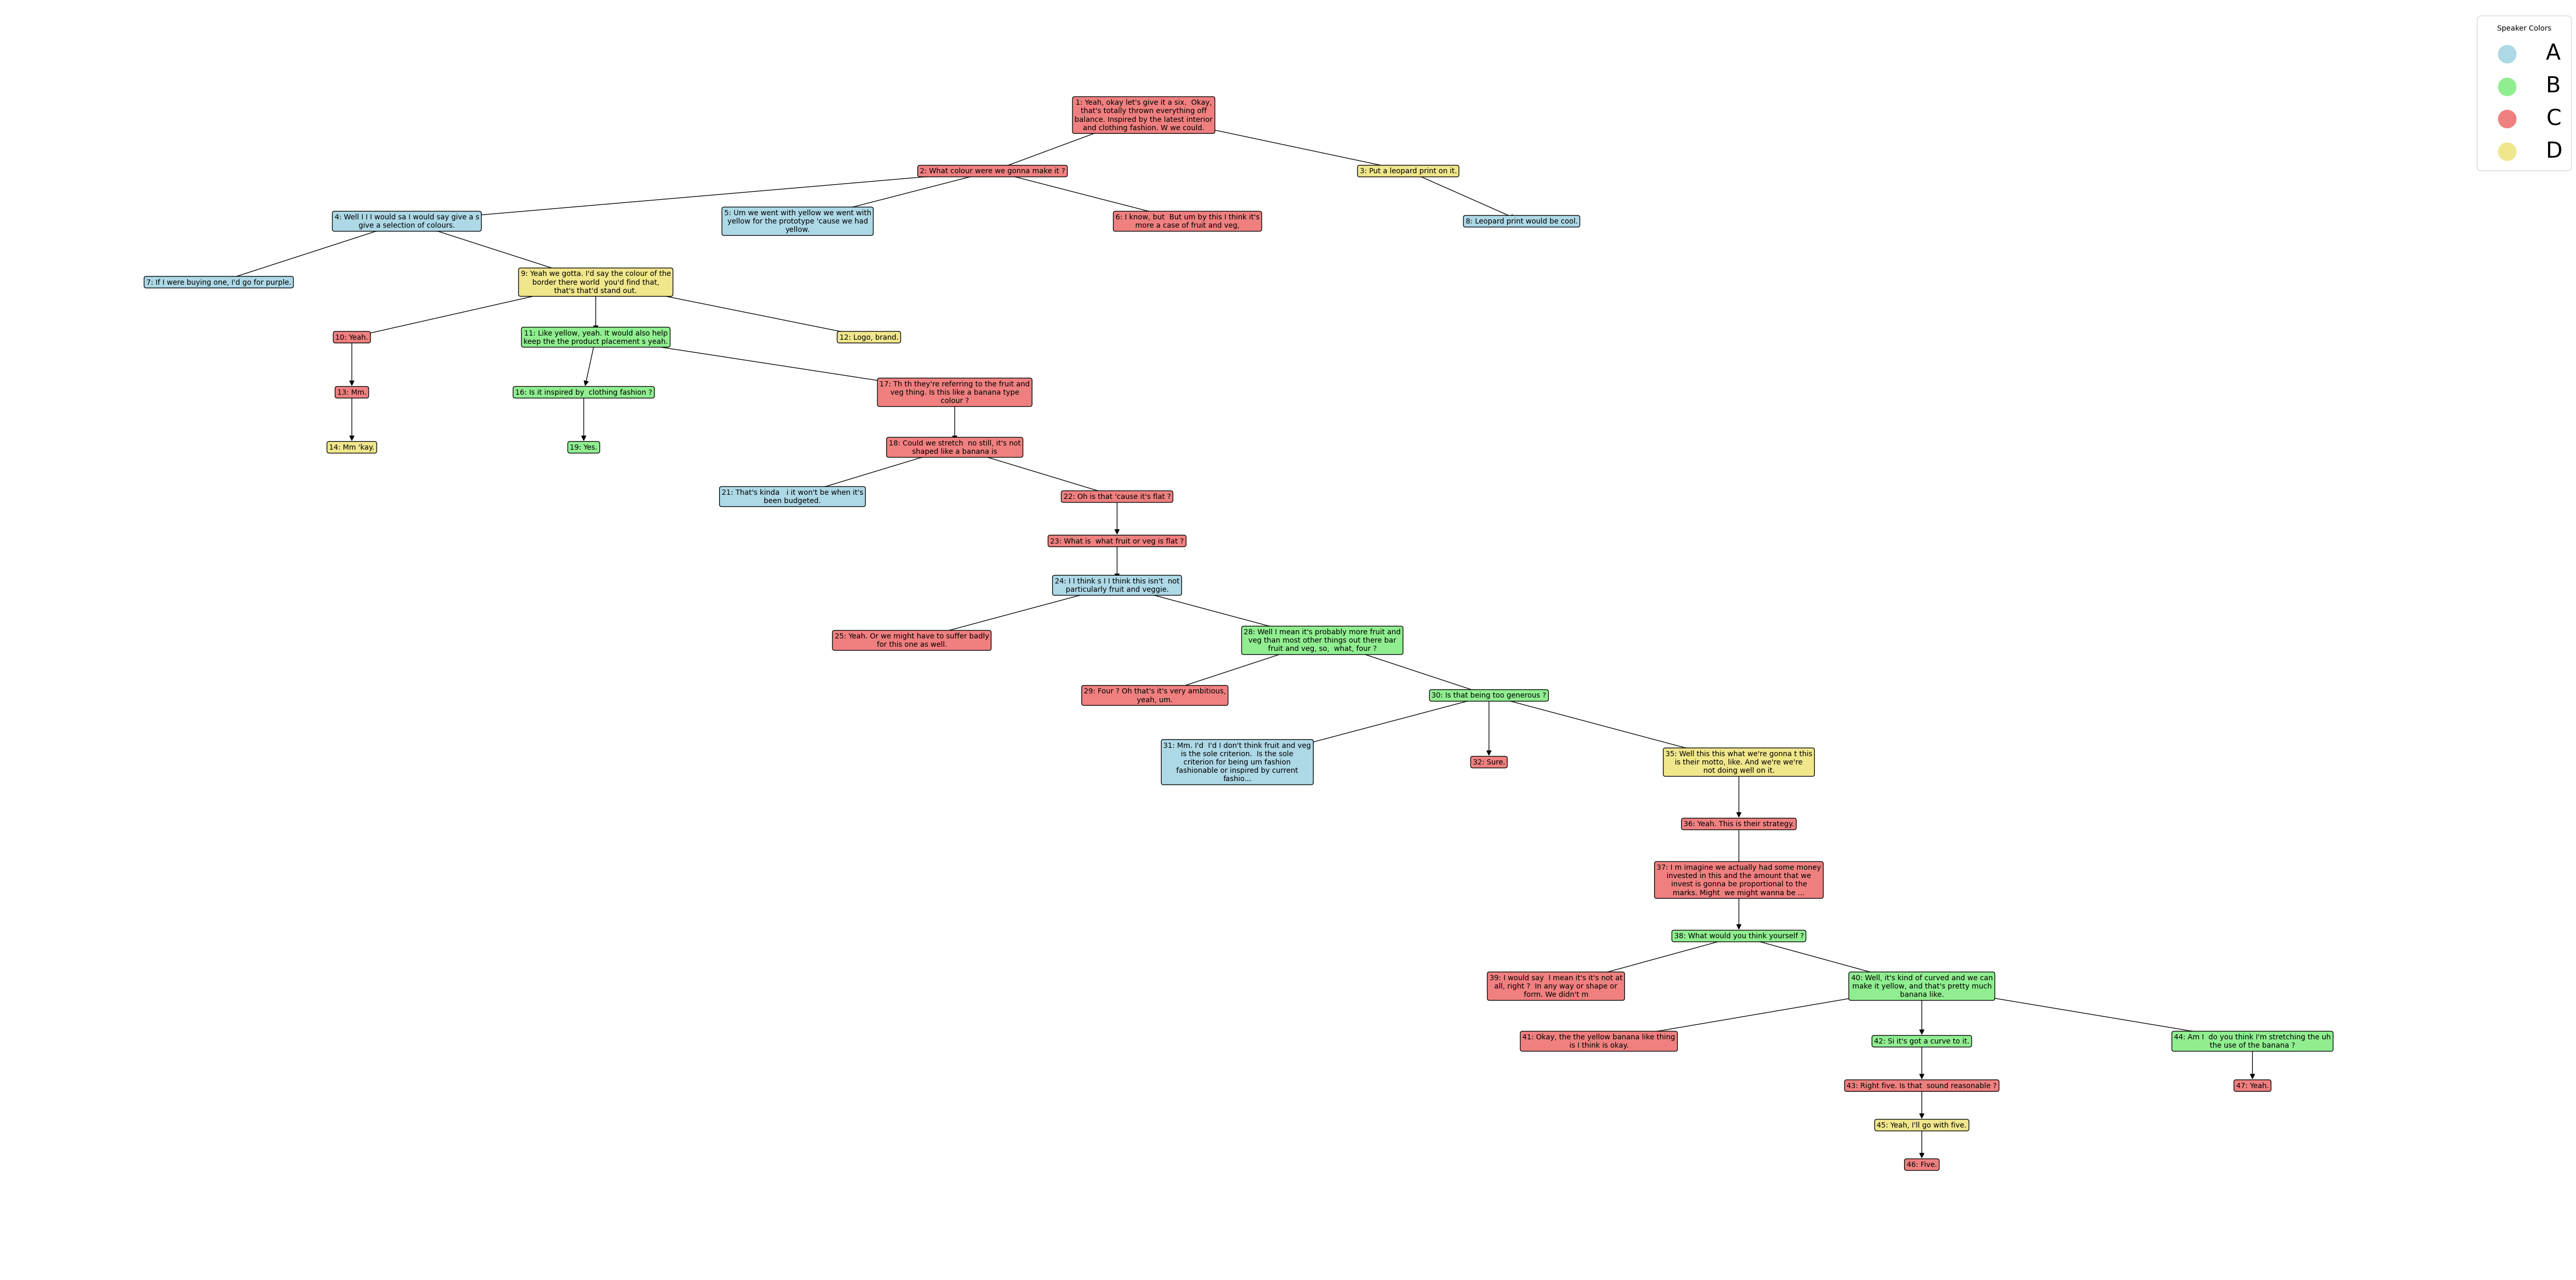 Speaker Colors
A
B
C
D
1: Yeah, okay let's give it a six.  Okay,
that's totally thrown everything off
balance. Inspired by the latest interior
and clothing fashion. W we could.
2: What colour were we gonna make it ?
3: Put a leopard print on it.
4: Well I I I would sa I would say give a s
give a selection of colours.
5: Um we went with yellow we went with
yellow for the prototype 'cause we had
yellow.
6: I know, but  But um by this I think it's
more a case of fruit and veg,
8: Leopard print would be cool.
7: If I were buying one, I'd go for purple.
9: Yeah we gotta. I'd say the colour of the
border there world  you'd find that,
that's that'd stand out.
10: Yeah.
11: Like yellow, yeah. It would also help
keep the the product placement s yeah.
12: Logo, brand.
13: Mm.
16: Is it inspired by  clothing fashion ?
17: Th th they're referring to the fruit and
veg thing. Is this like a banana type
colour ?
14: Mm 'kay.
19: Yes.
18: Could we stretch  no still, it's not
shaped like a banana is
21: That's kinda   i it won't be when it's
been budgeted.
22: Oh is that 'cause it's flat ?
23: What is  what fruit or veg is flat ?
24: I I think s I I think this isn't  not
particularly fruit and veggie.
25: Yeah. Or we might have to suffer badly
for this one as well.
28: Well I mean it's probably more fruit and
veg than most other things out there bar
fruit and veg, so,  what, four ?
29: Four ? Oh that's it's very ambitious,
yeah, um.
30: Is that being too generous ?
31: Mm. I'd  I'd I don't think fruit and veg
is the sole criterion.  Is the sole
criterion for being um fashion
fashionable or inspired by current
fashio...
32: Sure.
35: Well this this what we're gonna t this
is their motto, like. And we're we're
not doing well on it.
36: Yeah. This is their strategy.
37: I m imagine we actually had some money
invested in this and the amount that we
invest is gonna be proportional to the
marks. Might  we might wanna be ...
38: What would you think yourself ?
39: I would say  I mean it's it's not at
all, right ?  In any way or shape or
form. We didn't m
40: Well, it's kind of curved and we can
make it yellow, and that's pretty much
banana like.
41: Okay, the the yellow banana like thing
is I think is okay.
42: Si it's got a curve to it.
44: Am I  do you think I'm stretching the uh
the use of the banana ?
43: Right five. Is that  sound reasonable ?
47: Yeah.
45: Yeah, I'll go with five.
46: Five.